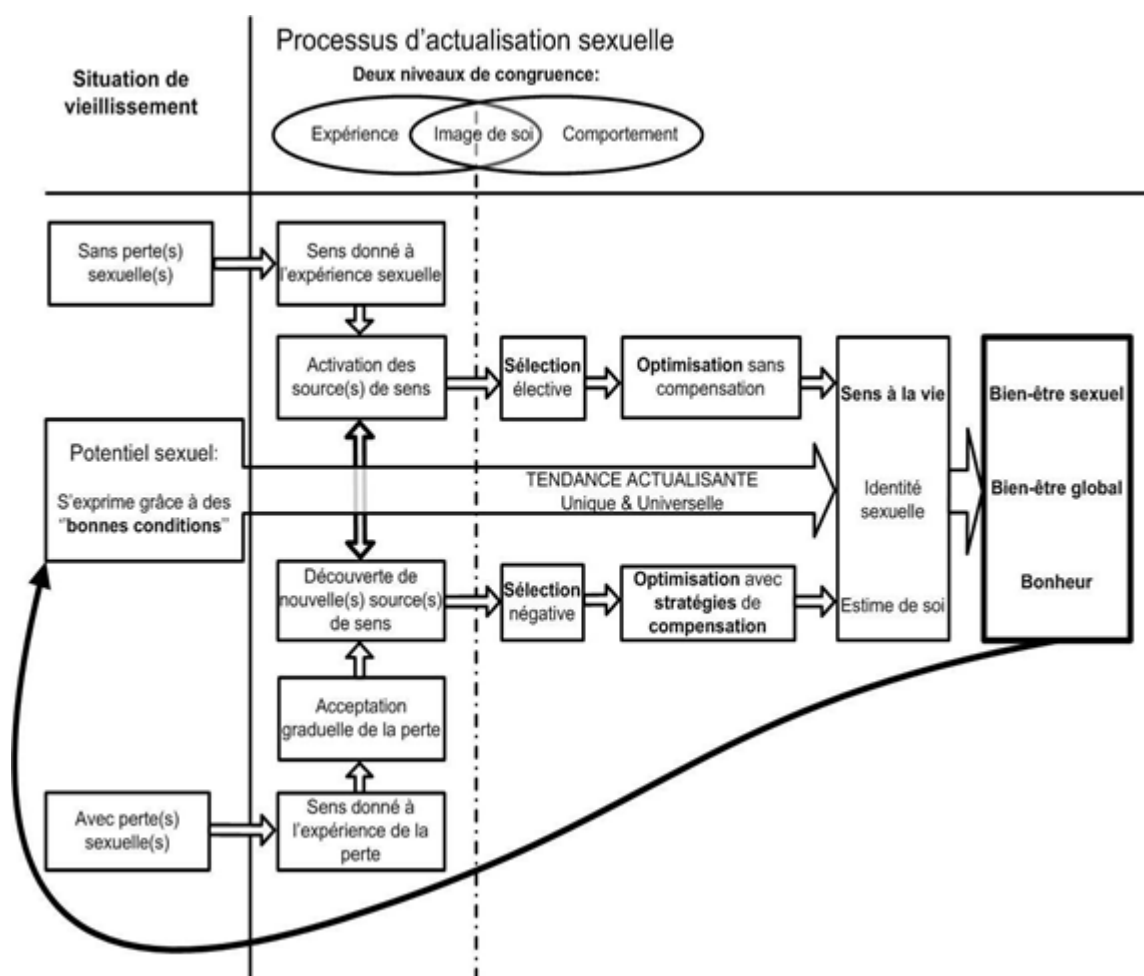 Processus d'actualisation sexuelle
Deux niveaux de congruence:
Situation de
vieillissement
Expérience
Image de soi
Comportement
Sans perte(s)
sexuelle(s)
Sens donné à
l'expérience sexuelle
Activation des
source(s) de sens
Sélection
élective
Optimisation sans
compensation
Sens à la vie
Identité
sexuelle
Estime de soi
Bien-être sexuel
Bien-être global
Bonheur
Potentiel sexuel:
S'exprime grâce à des
"bonnes conditions"
TENDANCE ACTUALISANTE
Unique & Universelle
Découverte de
nouvelle(s) source(s)
de sens
Sélection
négative
Optimisation avec
stratégies de
compensation
Acceptation
graduelle de la perte
Avec perte(s)
sexuelle(s)
Sens donné à
l'expérience de la
perte